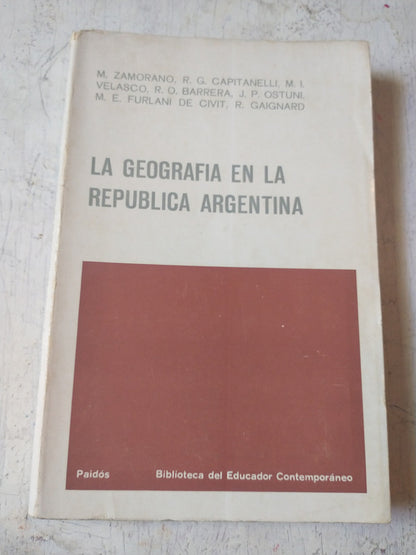 M. ZAMORANO, R. G. CAPITANELLI, M. I.
VELASCO, R. O. BARRERA, J. P. OSTUNI,
M. E. FURLANI DE CIVIT, R. GAIGNARD
LA GEOGRAFIA EN LA
REPUBLICA ARGENTINA
Paidós Biblioteca del Educador Contemporáneo